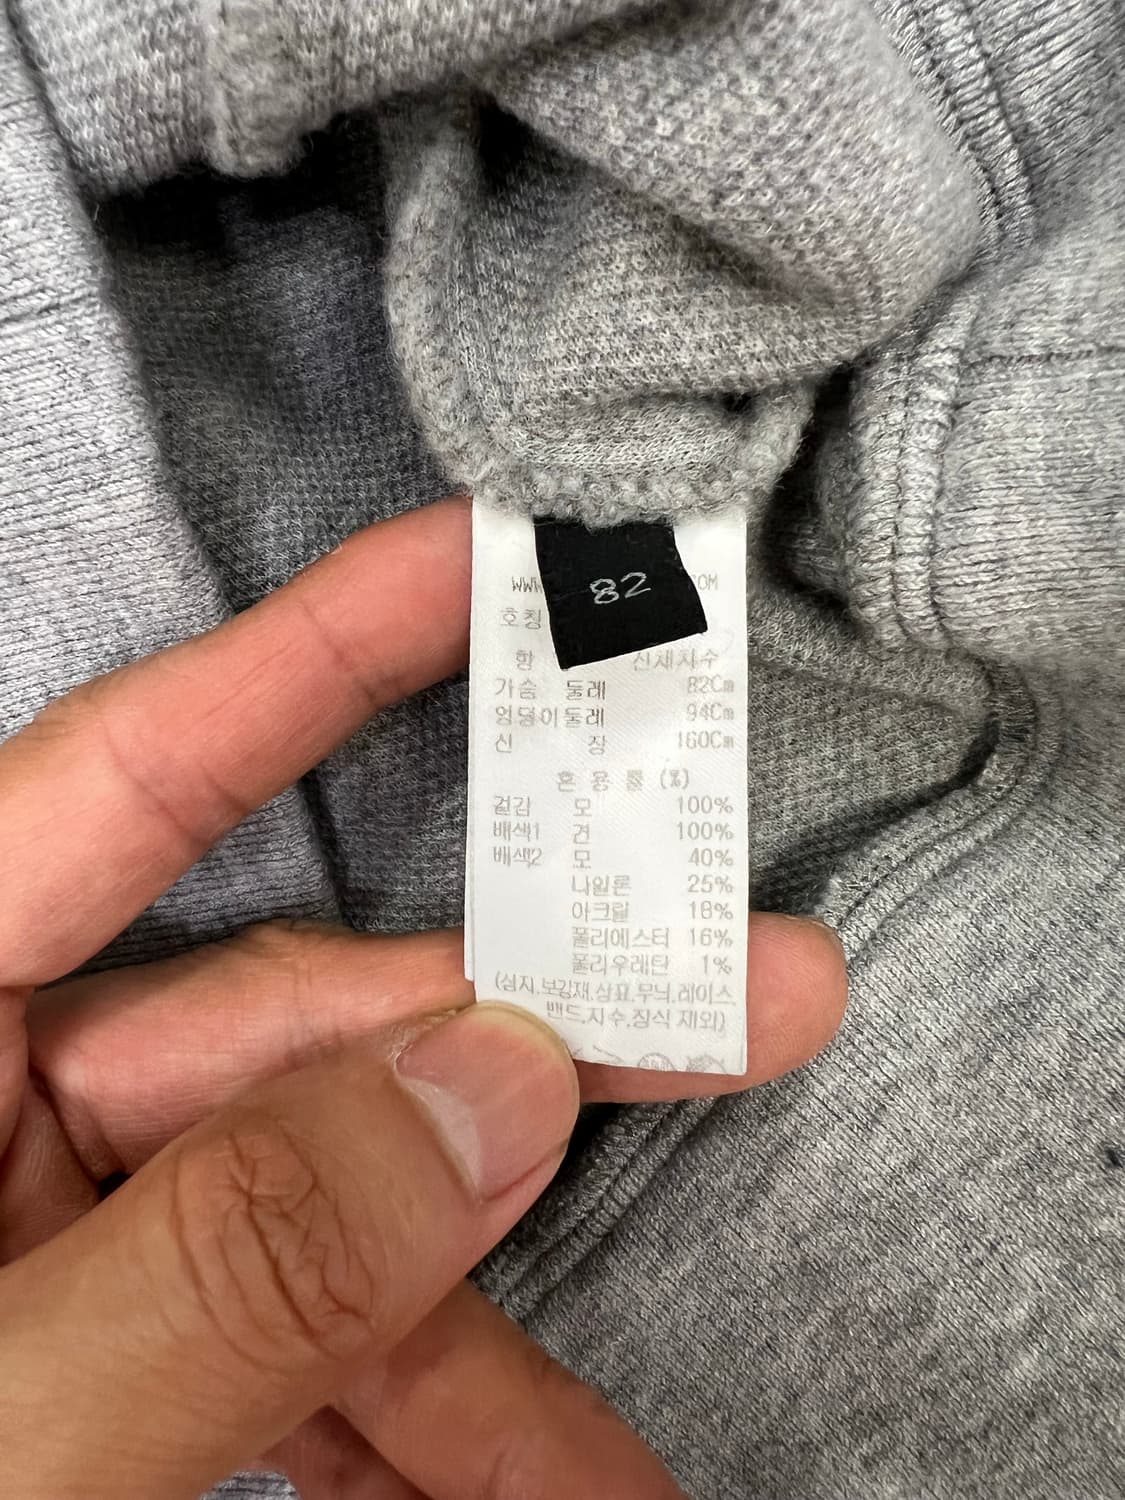 82
호칭
항 신체치수
가슴 둘레 82Cm
엉덩이둘레 94Cm
신 장 160Cm
혼 용 률 (%)
겉감 모 100%
배색1 견 100%
배색2 모 40%
나일론 25%
아크릴 18%
폴리에스터 16%
폴리우레탄 1%
(심지.보강재.상표.무늬.레이스
밴드.자수.장식 제외)